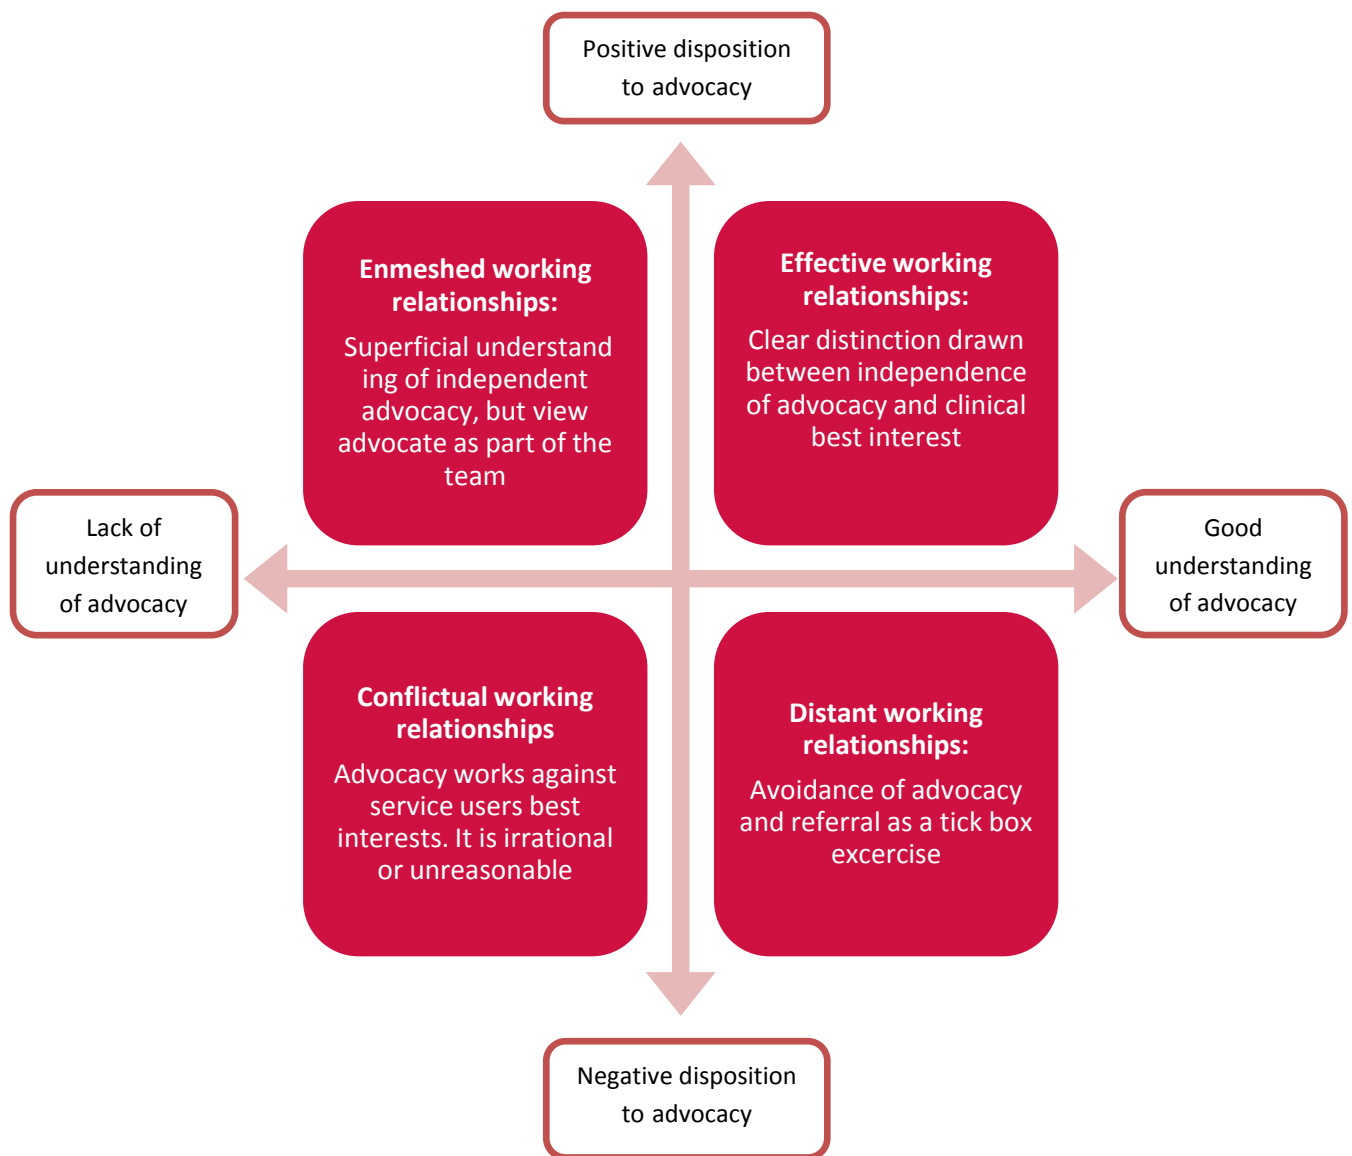 Positive disposition
to advocacy
Enmeshed working
relationships:
Superficial understand
ing of independent
advocacy, but view
advocate as part of the
team
Effective working
relationships:
Clear distinction drawn
between independence
of advocacy and clinical
best interest
Lack of
understanding
of advocacy
Good
understanding
of advocacy
Conflictual working
relationships
Advocacy works against
service users best
interests. It is irrational
or unreasonable
Distant working
relationships:
Avoidance of advocacy
and referral as a tick box
excercise
Negative disposition
to advocacy